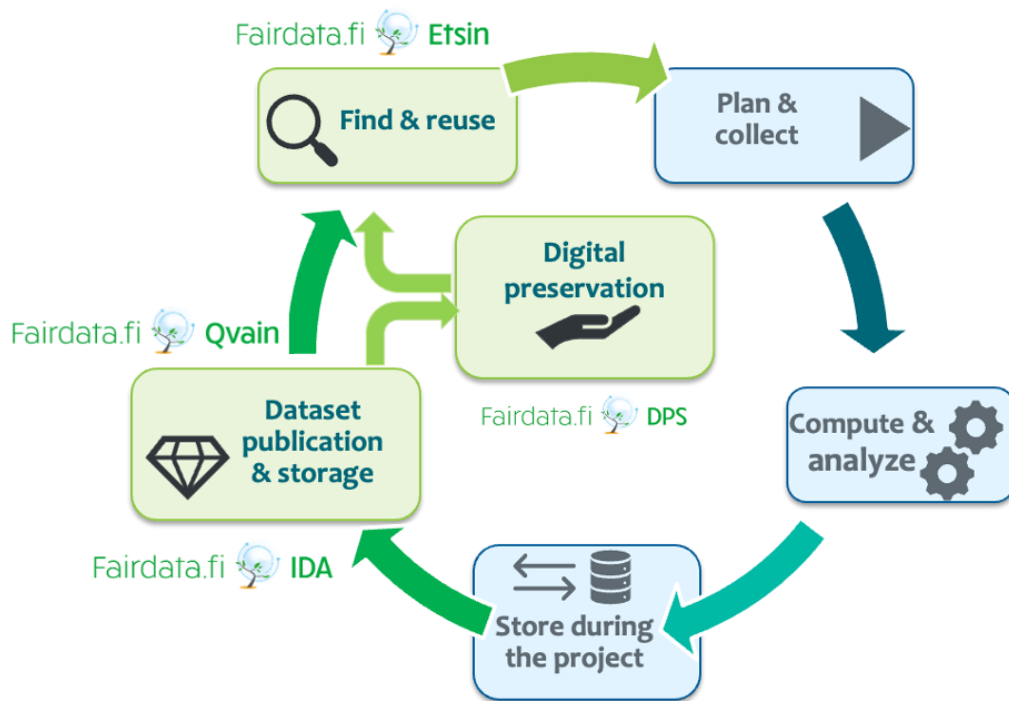 Fairdata.fi Etsin
Find & reuse
Plan &
collect
Digital
preservation
Fairdata.fi Qvain
Fairdata.fi DPS
Dataset
publication
& storage
Compute &
analyze
Fairdata.fi IDA
Store during
the project